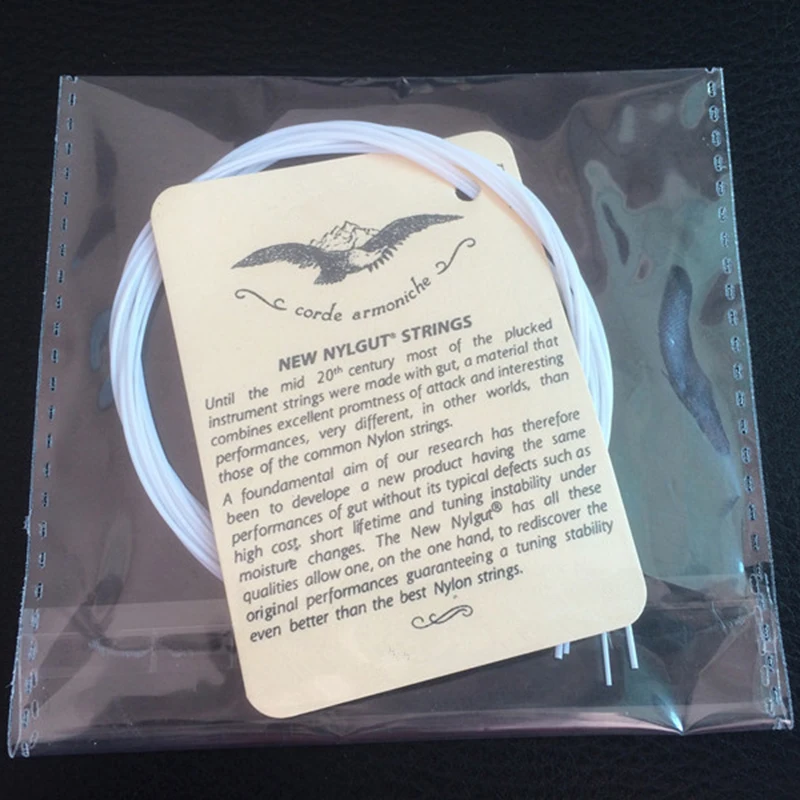 corde armoniche
NEW NYLGUT® STRINGS
Until the mid 20th century most of the plucked
instrument strings were made with gut, a material that
combines excellent promtness of attack and interesting
performances, very different, in other worlds, than
those of the common Nylon strings.
A foundamental aim of our research has therefore
been to develope a new product having the same
performances of gut without its typical defects such as
high cost, short lifetime and tuning instability under
moisture changes. The New Nylgut® has all these
qualities allow one, on the one hand, to rediscover the
original performances guaranteeing a tuning stability
even better than the best Nylon strings.